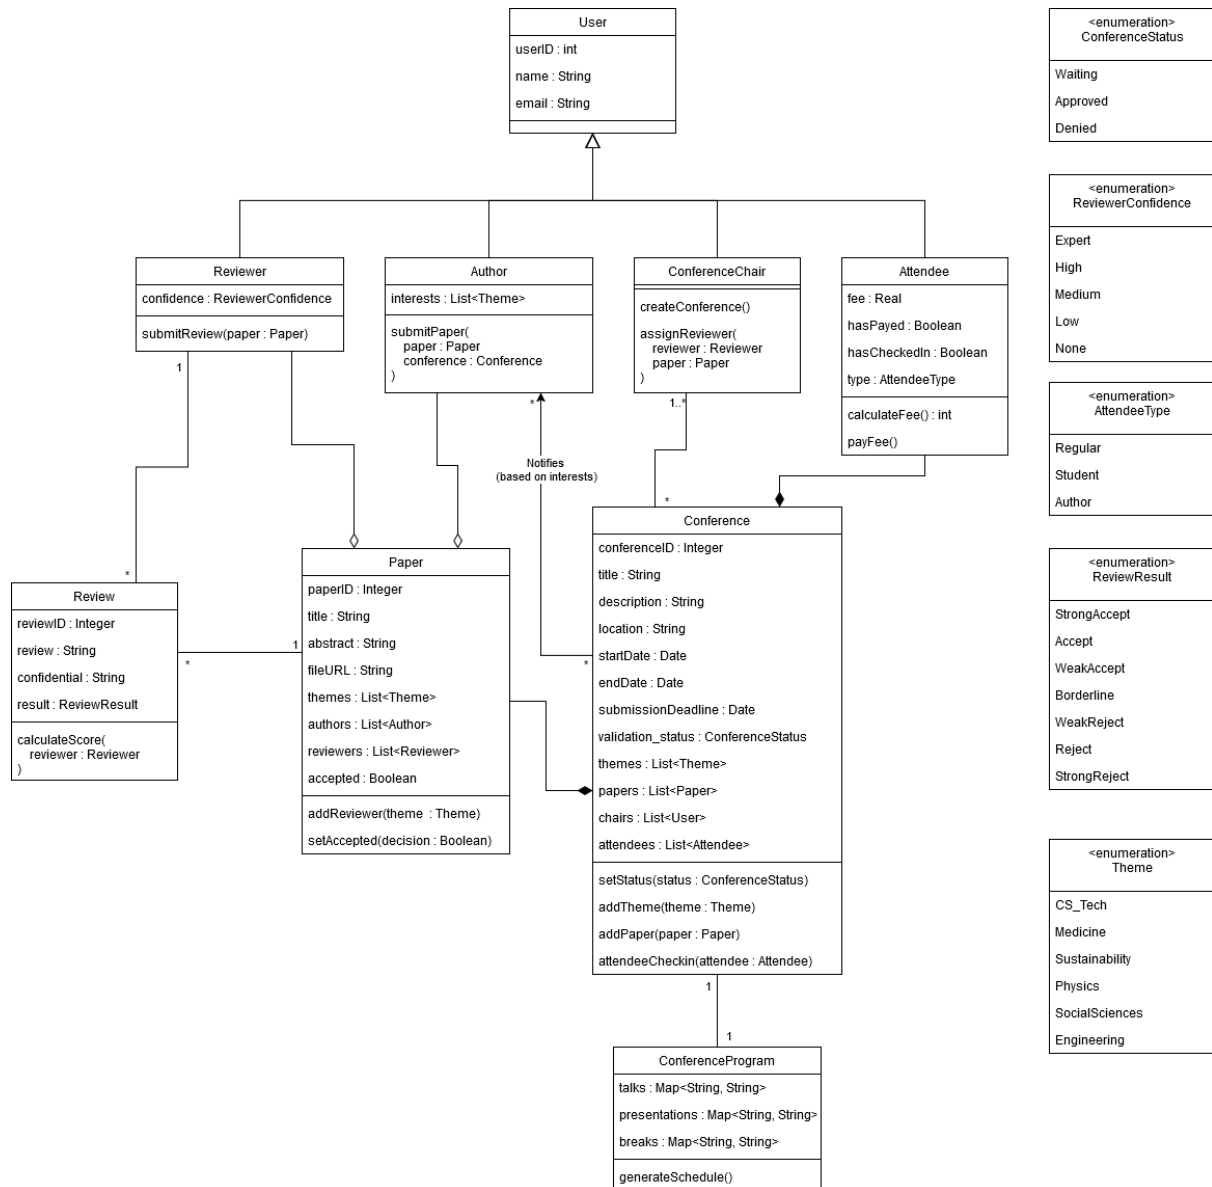 User
userID : int
name : String
email : String
<enumeration>
ConferenceStatus
Waiting
Approved
Denied
<enumeration>
ReviewerConfidence
Expert
High
Medium
Low
None
Reviewer
confidence : ReviewerConfidence
submitReview(paper : Paper)
1
Author
interests : List<Theme>
submitPaper(
paper : Paper
conference : Conference
)
*
ConferenceChair
createConference()
assignReviewer(
reviewer : Reviewer
paper : Paper
)
1..*
Attendee
fee : Real
hasPayed : Boolean
hasCheckedIn : Boolean
type : AttendeeType
calculateFee() : int
payFee()
<enumeration>
AttendeeType
Regular
Student
Author
Notifies
(based on interests)
*
*
Review
reviewID : Integer
review : String
confidential : String
result : ReviewResult
calculateScore(
reviewer : Reviewer
)
*
1
Paper
paperID : Integer
title : String
abstract : String
fileURL : String
themes : List<Theme>
authors : List<Author>
reviewers : List<Reviewer>
accepted : Boolean
addReviewer(theme : Theme)
setAccepted(decision : Boolean)
*
Conference
conferenceID : Integer
title : String
description : String
location : String
startDate : Date
endDate : Date
submissionDeadline : Date
validation_status : ConferenceStatus
themes : List<Theme>
papers : List<Paper>
chairs : List<User>
attendees : List<Attendee>
setStatus(status : ConferenceStatus)
addTheme(theme : Theme)
addPaper(paper : Paper)
attendeeCheckin(attendee : Attendee)
<enumeration>
ReviewResult
StrongAccept
Accept
WeakAccept
Borderline
WeakReject
Reject
StrongReject
<enumeration>
Theme
CS_Tech
Medicine
Sustainability
Physics
SocialSciences
Engineering
1
1
ConferenceProgram
talks : Map<String, String>
presentations : Map<String, String>
breaks : Map<String, String>
generateSchedule()